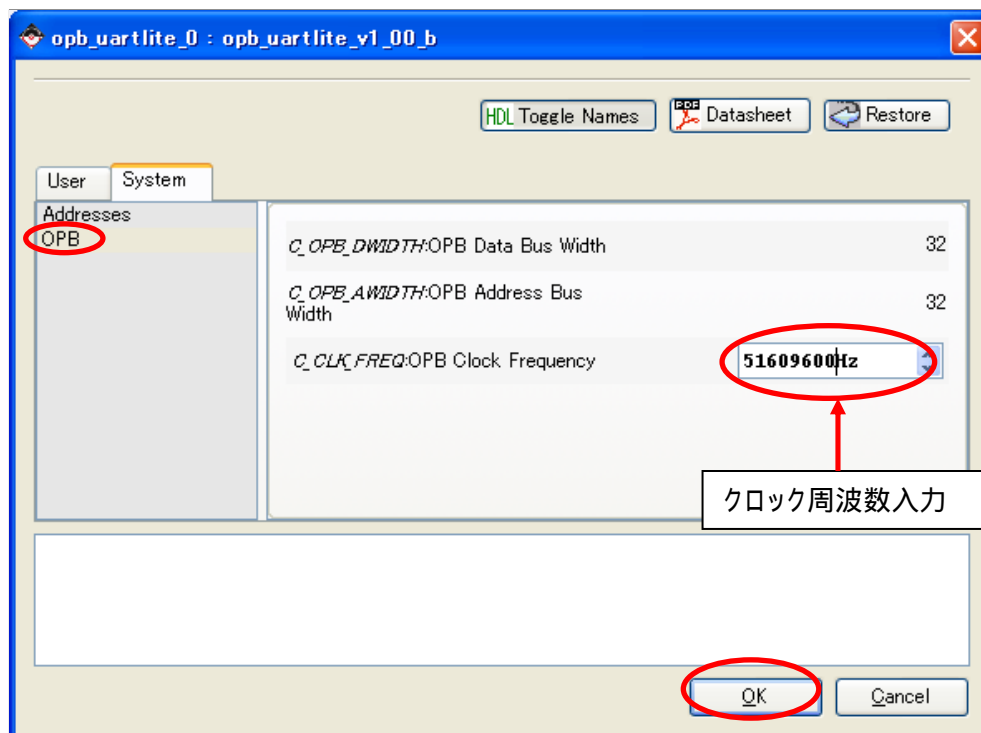 opb_uartlite_0 : opb_uartlite_v1_00_b
HDL Toggle Names
PDF Datasheet
Restore
User
System
Addresses
OPB
C_OPB_DWIDTH:OPB Data Bus Width
32
C_OPB_AWIDTH:OPB Address Bus
Width
32
C_CLK_FREQ:OPB Clock Frequency
51609600Hz
クロック周波数入力
OK
Cancel